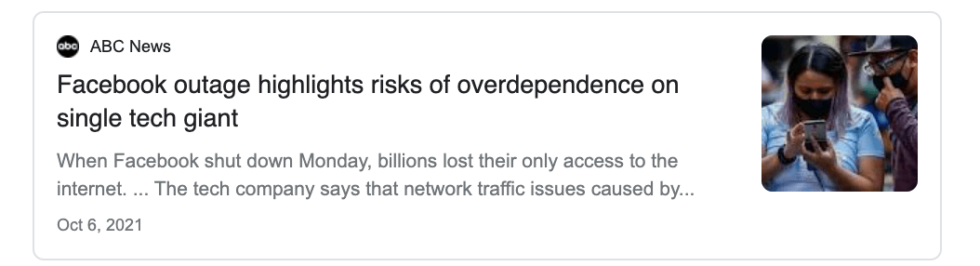 abc ABC News
Facebook outage highlights risks of overdependence on
single tech giant
When Facebook shut down Monday, billions lost their only access to the
internet. ... The tech company says that network traffic issues caused by...
Oct 6, 2021